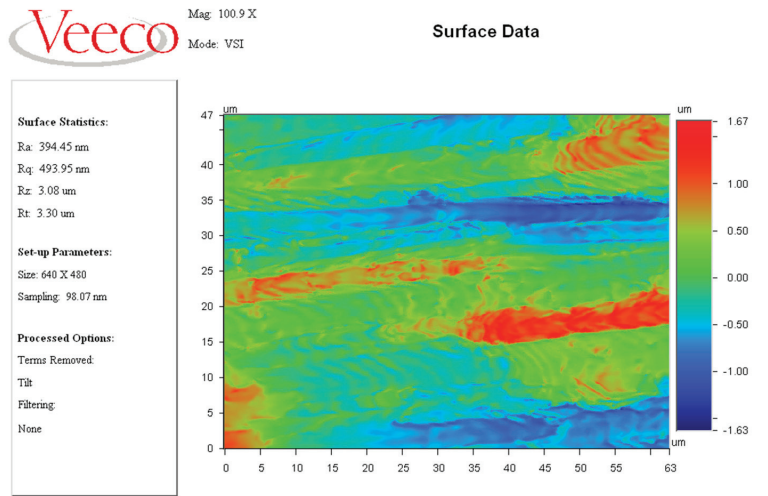 Veeco
Mag: 100.9 X
Mode: VSI
Surface Data
Surface Statistics:
Ra: 394.45 nm
Rq: 493.95 nm
Rz: 3.08 um
Rt: 3.30 um
Set-up Parameters:
Size: 640 X 480
Sampling: 98.07 nm
Processed Options:
Terms Removed:
Tilt
Filtering:
None
um
47
40
35
30
25
20
15
10
5
0
0 5 10 15 20 25 30 35 40 45 50 55 63
um
um
1.67
1.00
0.50
0.00
-0.50
-1.00
-1.63